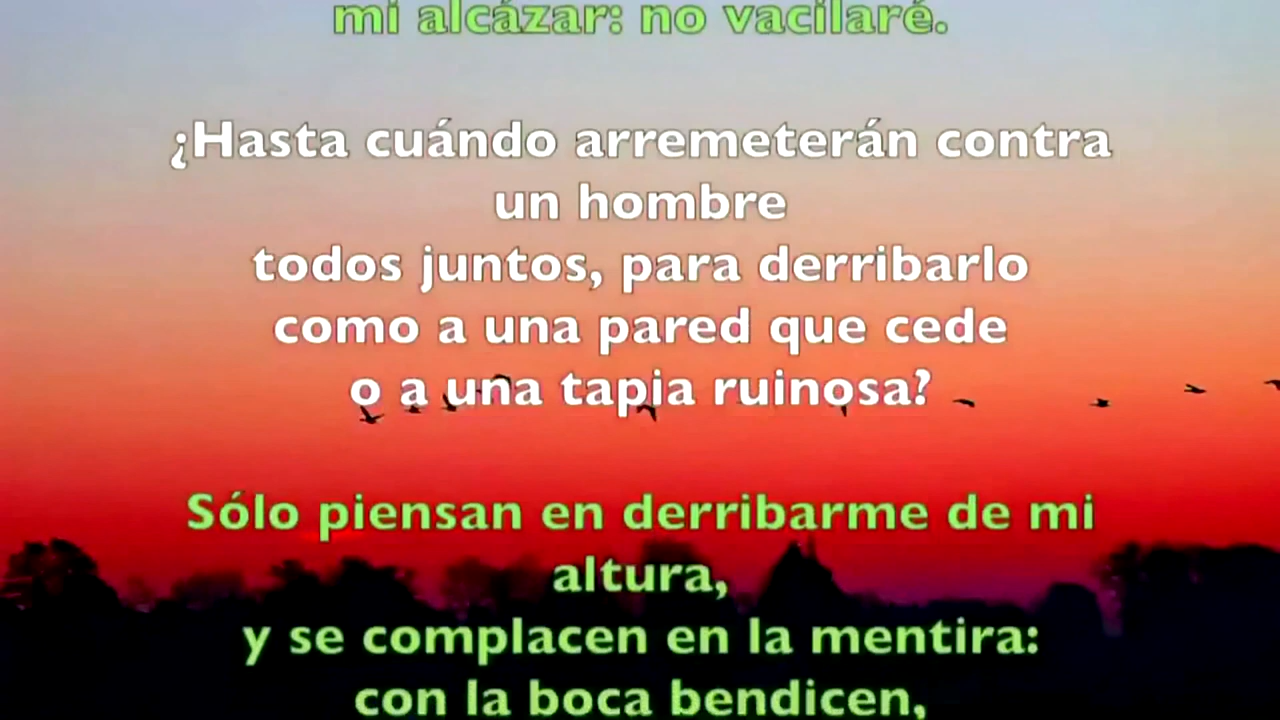 mi alcázar: no vacilaré.
¿Hasta cuándo arremeterán contra
un hombre
todos juntos, para derribarlo
como a una pared que cede
o a una tapia ruinosa?
Sólo piensan en derribarme de mi
altura,
y se complacen en la mentira:
con la boca bendicen,